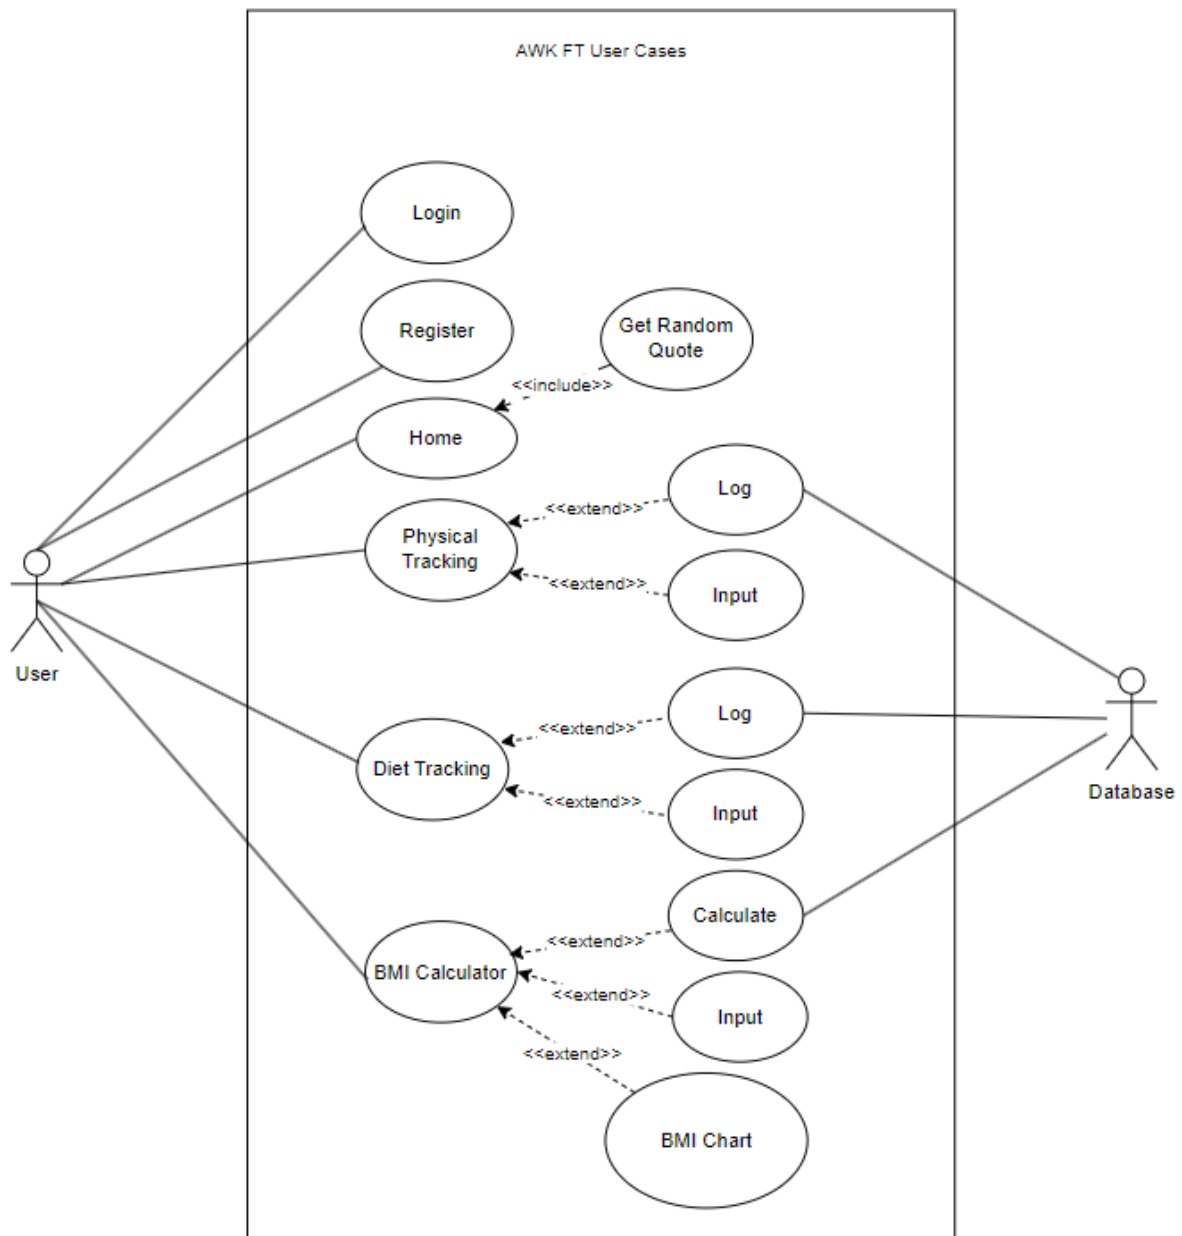 AWK FT User Cases
Login
Register
Get Random
Quote
<<include>>
Home
Log
<<extend>>
Physical
Tracking
<<extend>>
Input
User
Log
<<extend>>
Diet Tracking
<<extend>>
Input
Database
Calculate
<<extend>>
BMI Calculator
<<extend>>
Input
<<extend>>
BMI Chart